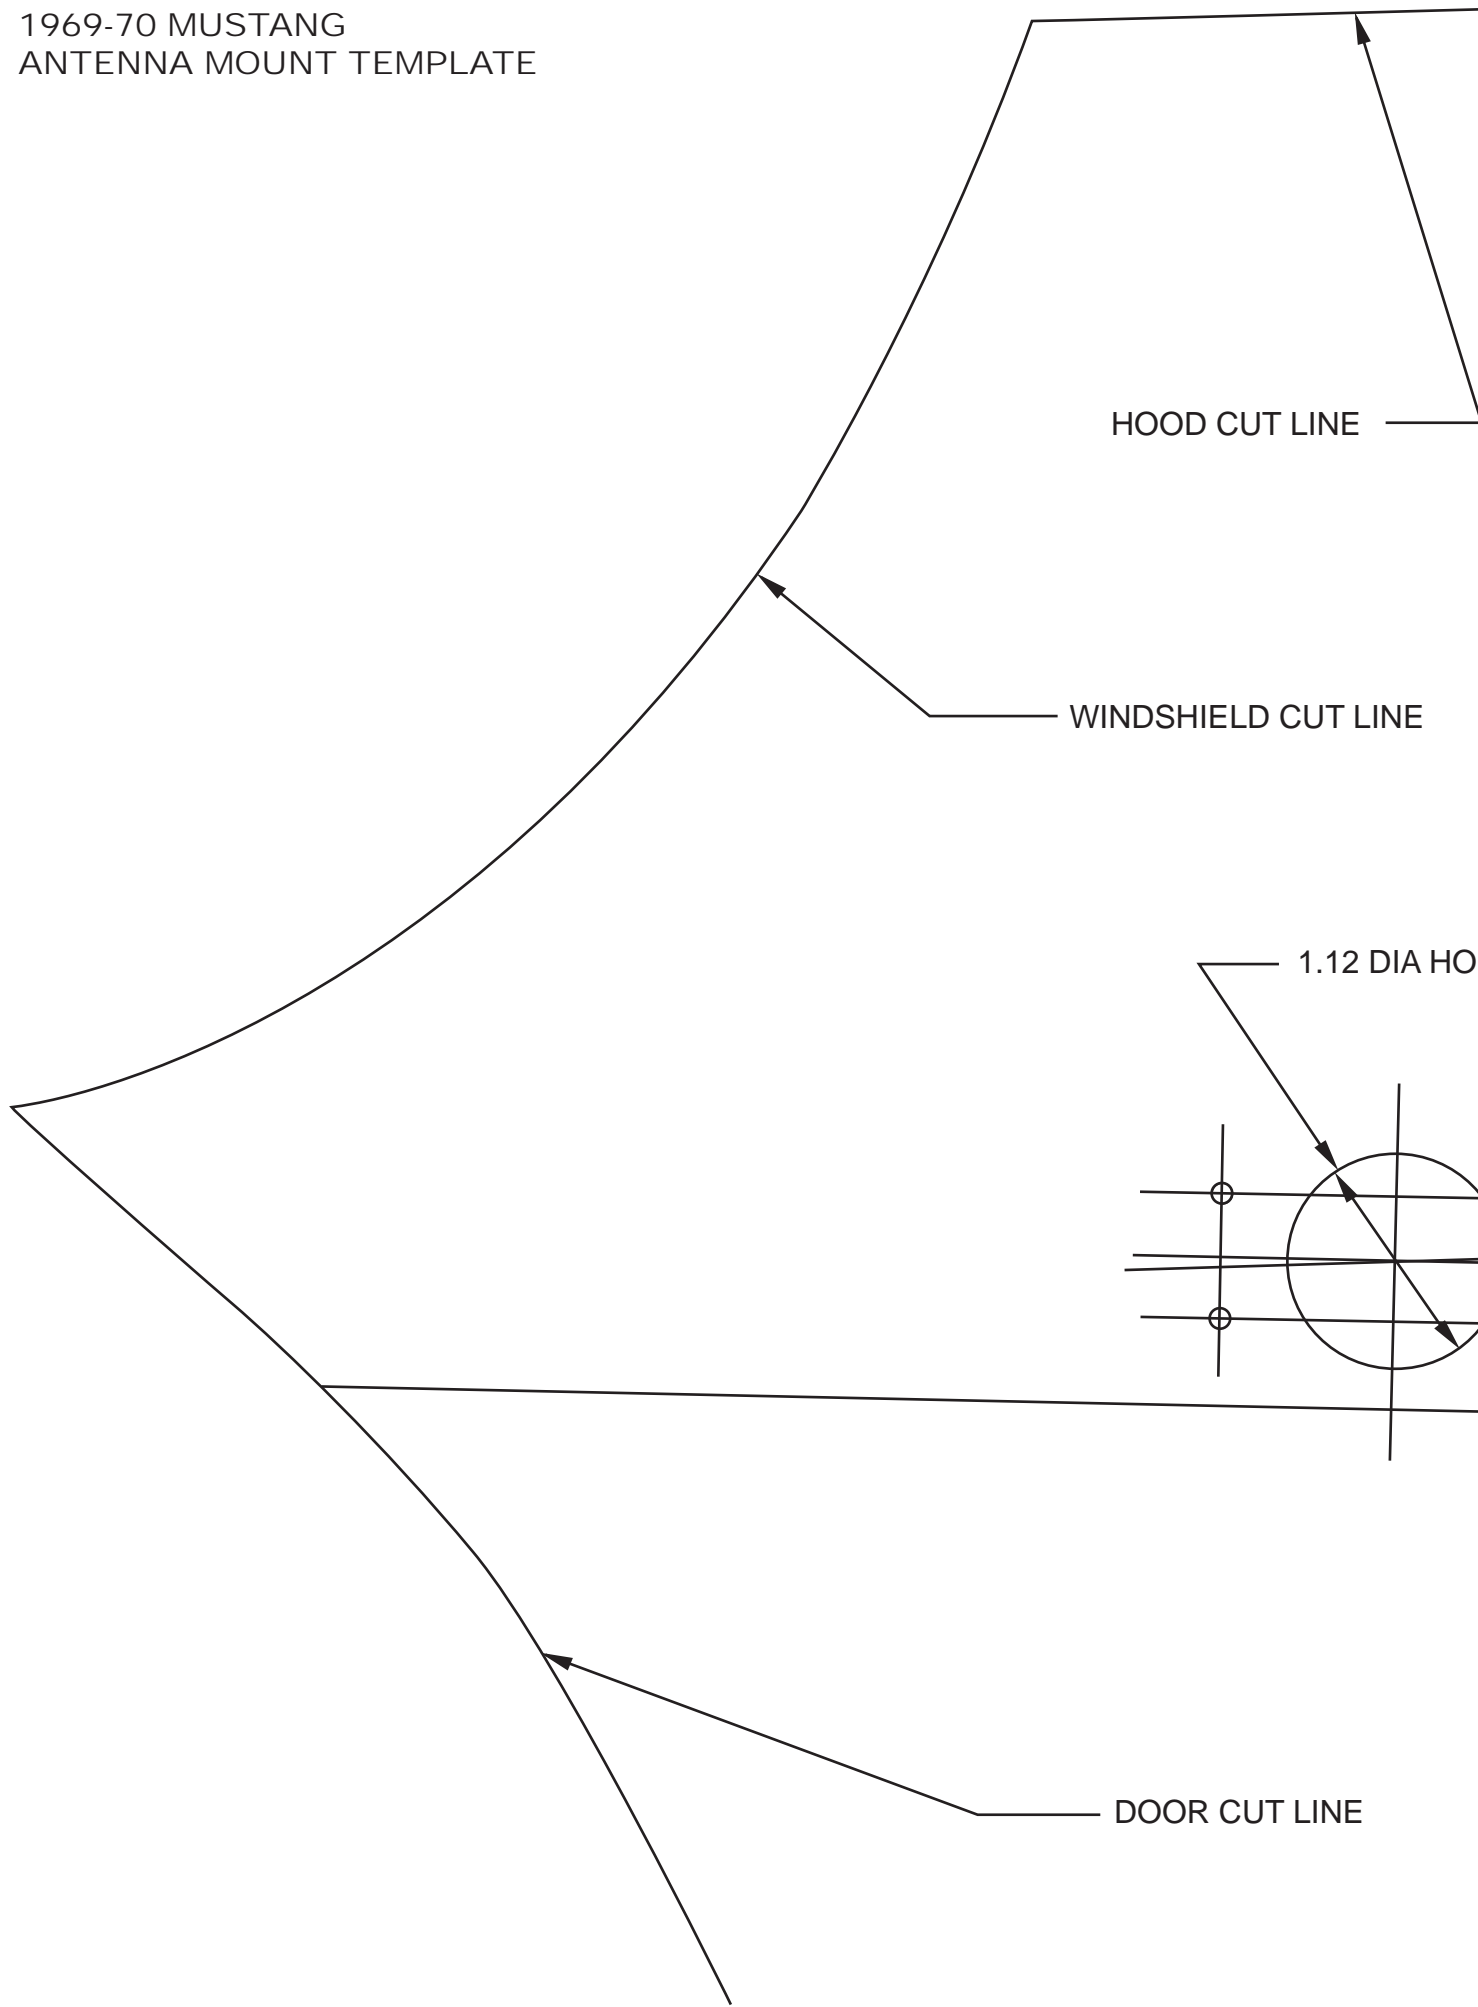 1969-70 MUSTANG
ANTENNA MOUNT TEMPLATE
HOOD CUT LINE
WINDSHIELD CUT LINE
1.12 DIA HO
DOOR CUT LINE